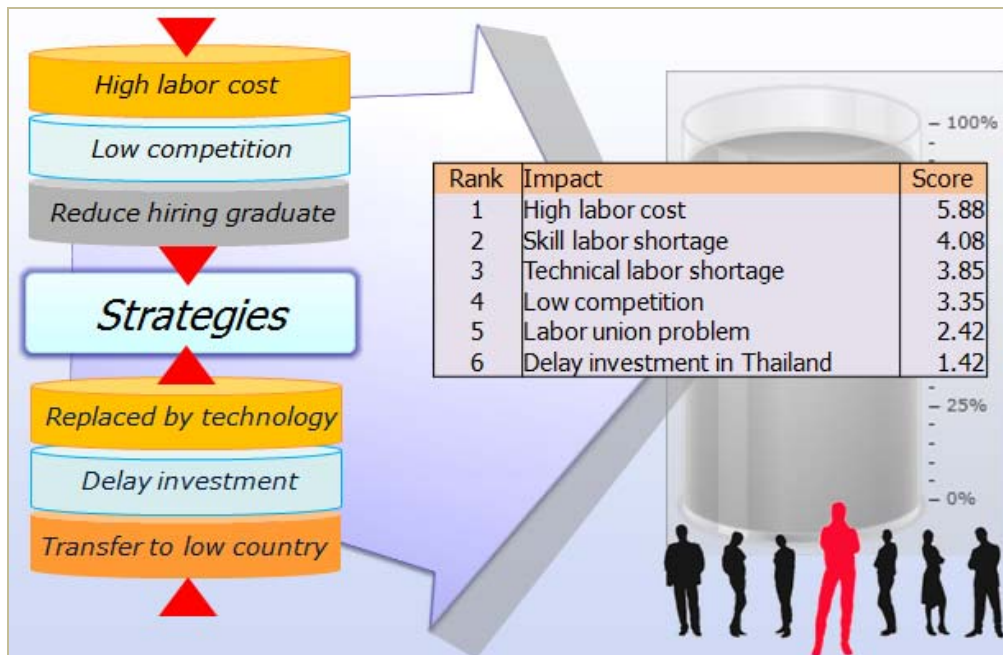 High labor cost
Low competition
Reduce hiring graduate
Strategies
Replaced by technology
Delay investment
Transfer to low country
Rank Impact Score
1 High labor cost 5.88
2 Skill labor shortage 4.08
3 Technical labor shortage 3.85
4 Low competition 3.35
5 Labor union problem 2.42
6 Delay investment in Thailand 1.42
100%
25%
0%